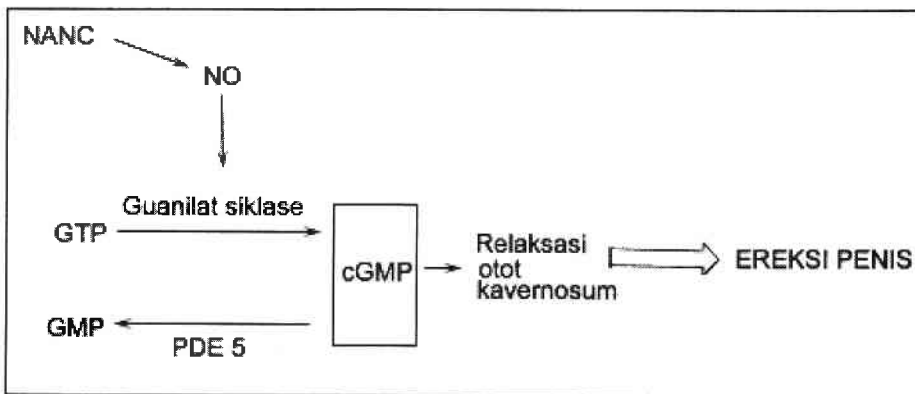 NANC
NO
Guanilat siklase
GTP
cGMP
Relaksasi
otot
kavernosum
EREKSI PENIS
GMP
PDE 5